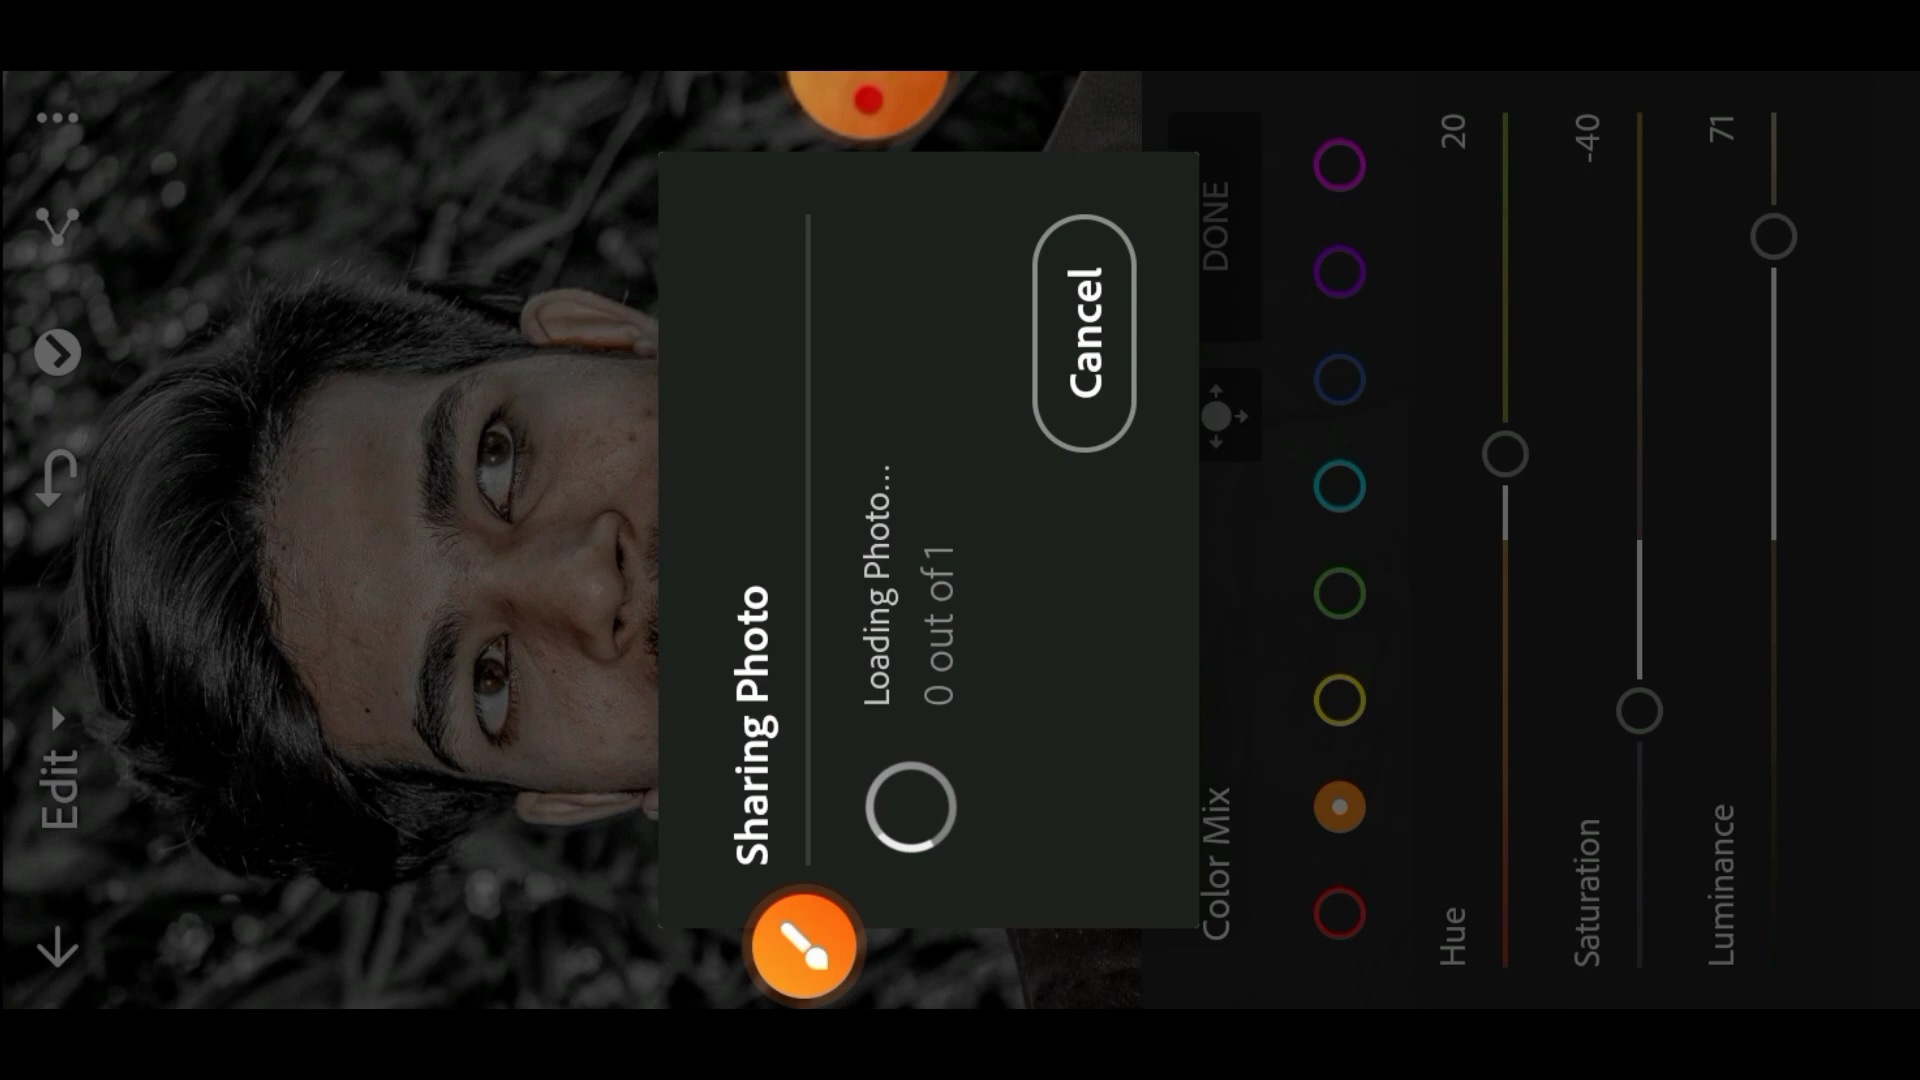 Edit
Sharing Photo
Loading Photo...
0 out of 1
Cancel
Color Mix
DONE
Hue
20
Saturation
-40
Luminance
71